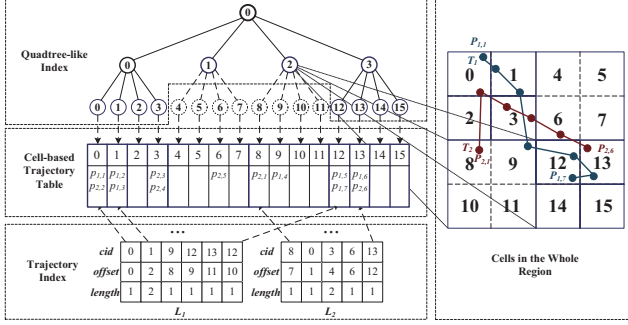 0
Quadtree-like
Index
0 1 2 3
0 1 2 3 4 5 6 7 8 9 10 11 12 13 14 15
Cell-based
Trajectory
Table
0 1 2 3 4 5 6 7 8 9 10 11 12 13 14 15
p1,1 p1,2 p2,3 p2,5 p2,1 p1,4 p1,5 p1,6
p2,2 p1,3 p2,4 p1,7 p2,6
... ...
Trajectory
Index
cid 0 1 9 12 13 12
offset 0 2 8 9 11 10
length 1 2 1 1 1 1
L1
cid 8 0 3 6 13
offset 7 1 4 6 12
length 1 1 2 1 1
L2
P1,1
T1
0 1 4 5
2 3 6 7
T2
P2,1
P2,6
8 9 12 13
P1,7
10 11 14 15
Cells in the Whole
Region